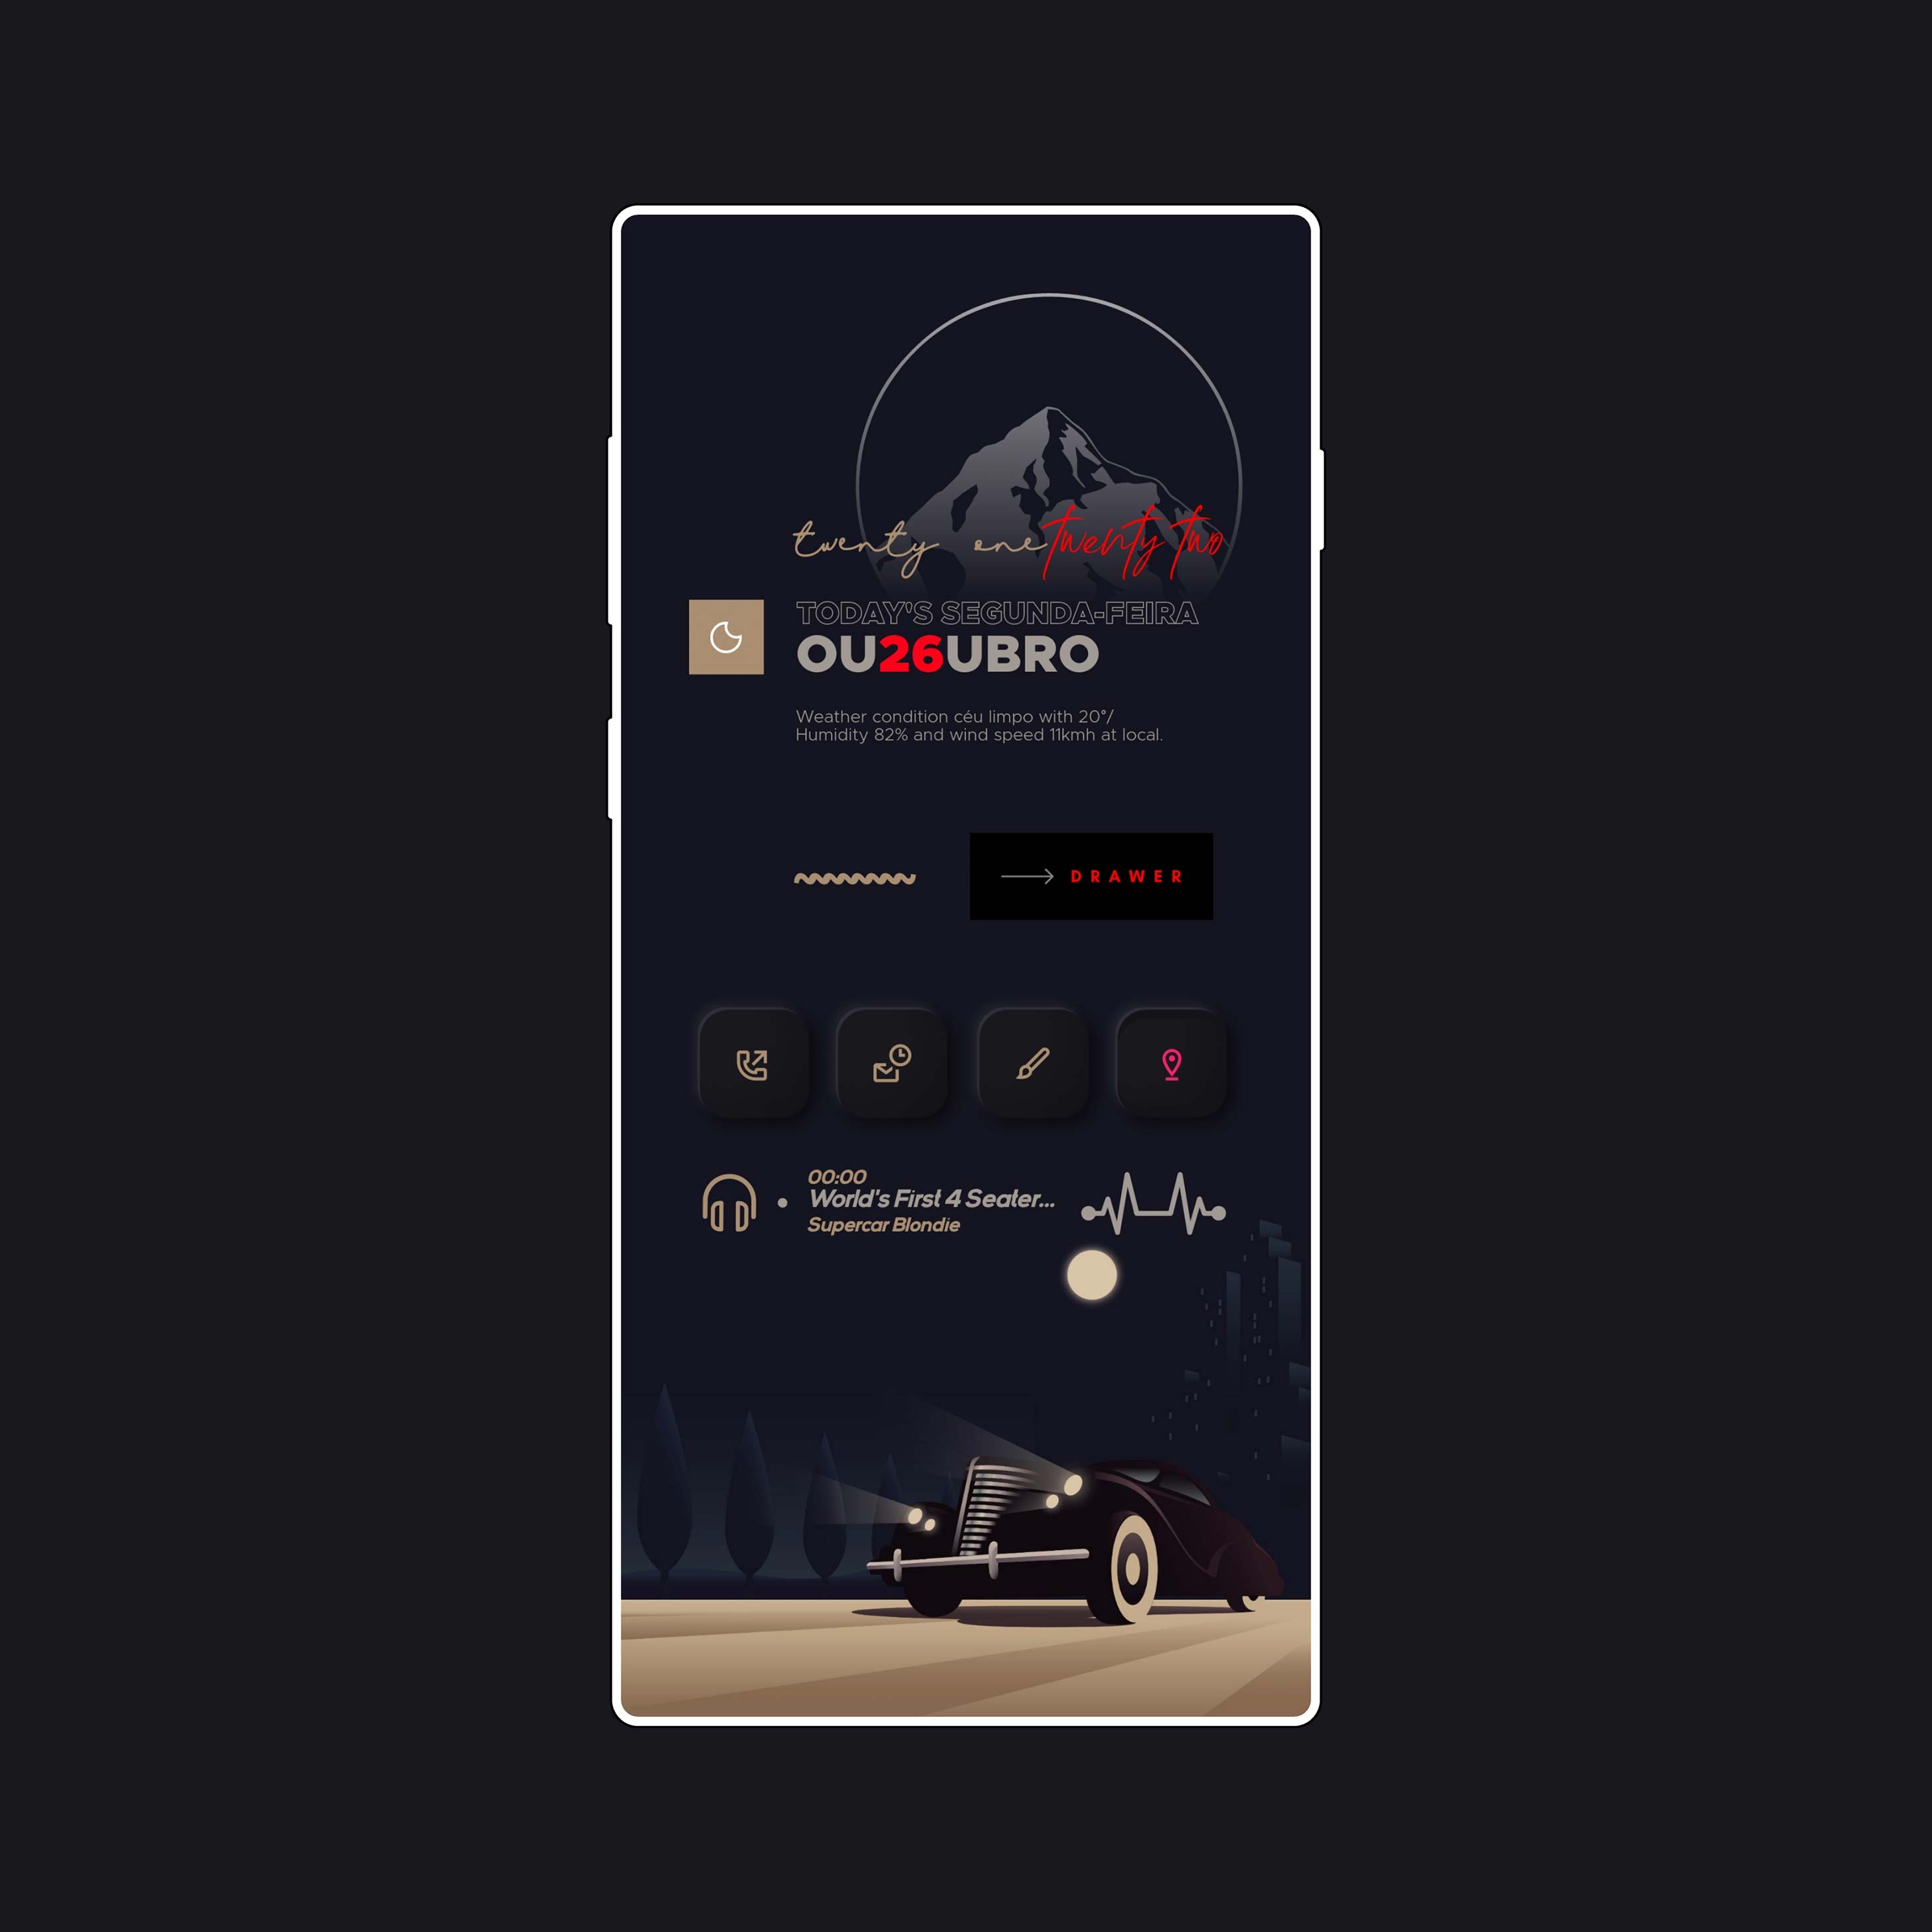 twenty one Twenty Two
TODAY'S SEGUNDA-FEIRA
OU26UBRO
Weather condition céu limpo with 20°/
Humidity 82% and wind speed 11kmh at local.
DRAWER
00:00
World's First 4 Seater...
Supercar Blondie